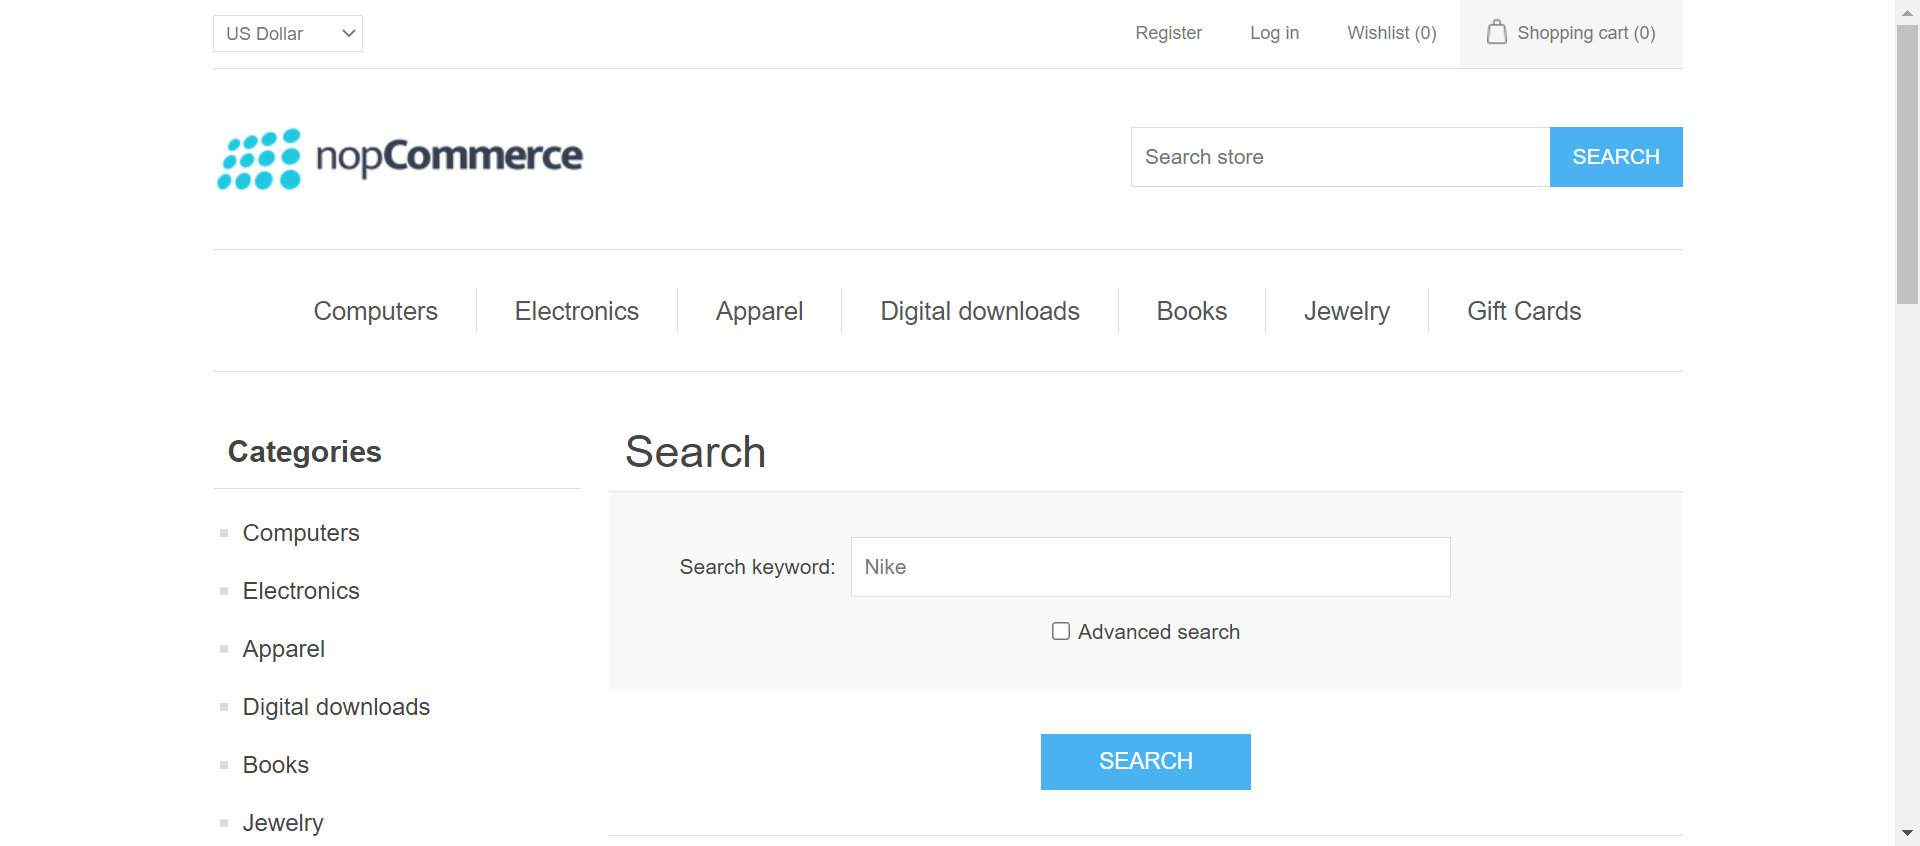 US Dollar
Register
Log in
Wishlist (0)
Shopping cart (0)
nopCommerce
Search store
SEARCH
Computers
Electronics
Apparel
Digital downloads
Books
Jewelry
Gift Cards
Categories
Computers
Electronics
Apparel
Digital downloads
Books
Jewelry
Search
Search keyword:
Nike
Advanced search
SEARCH